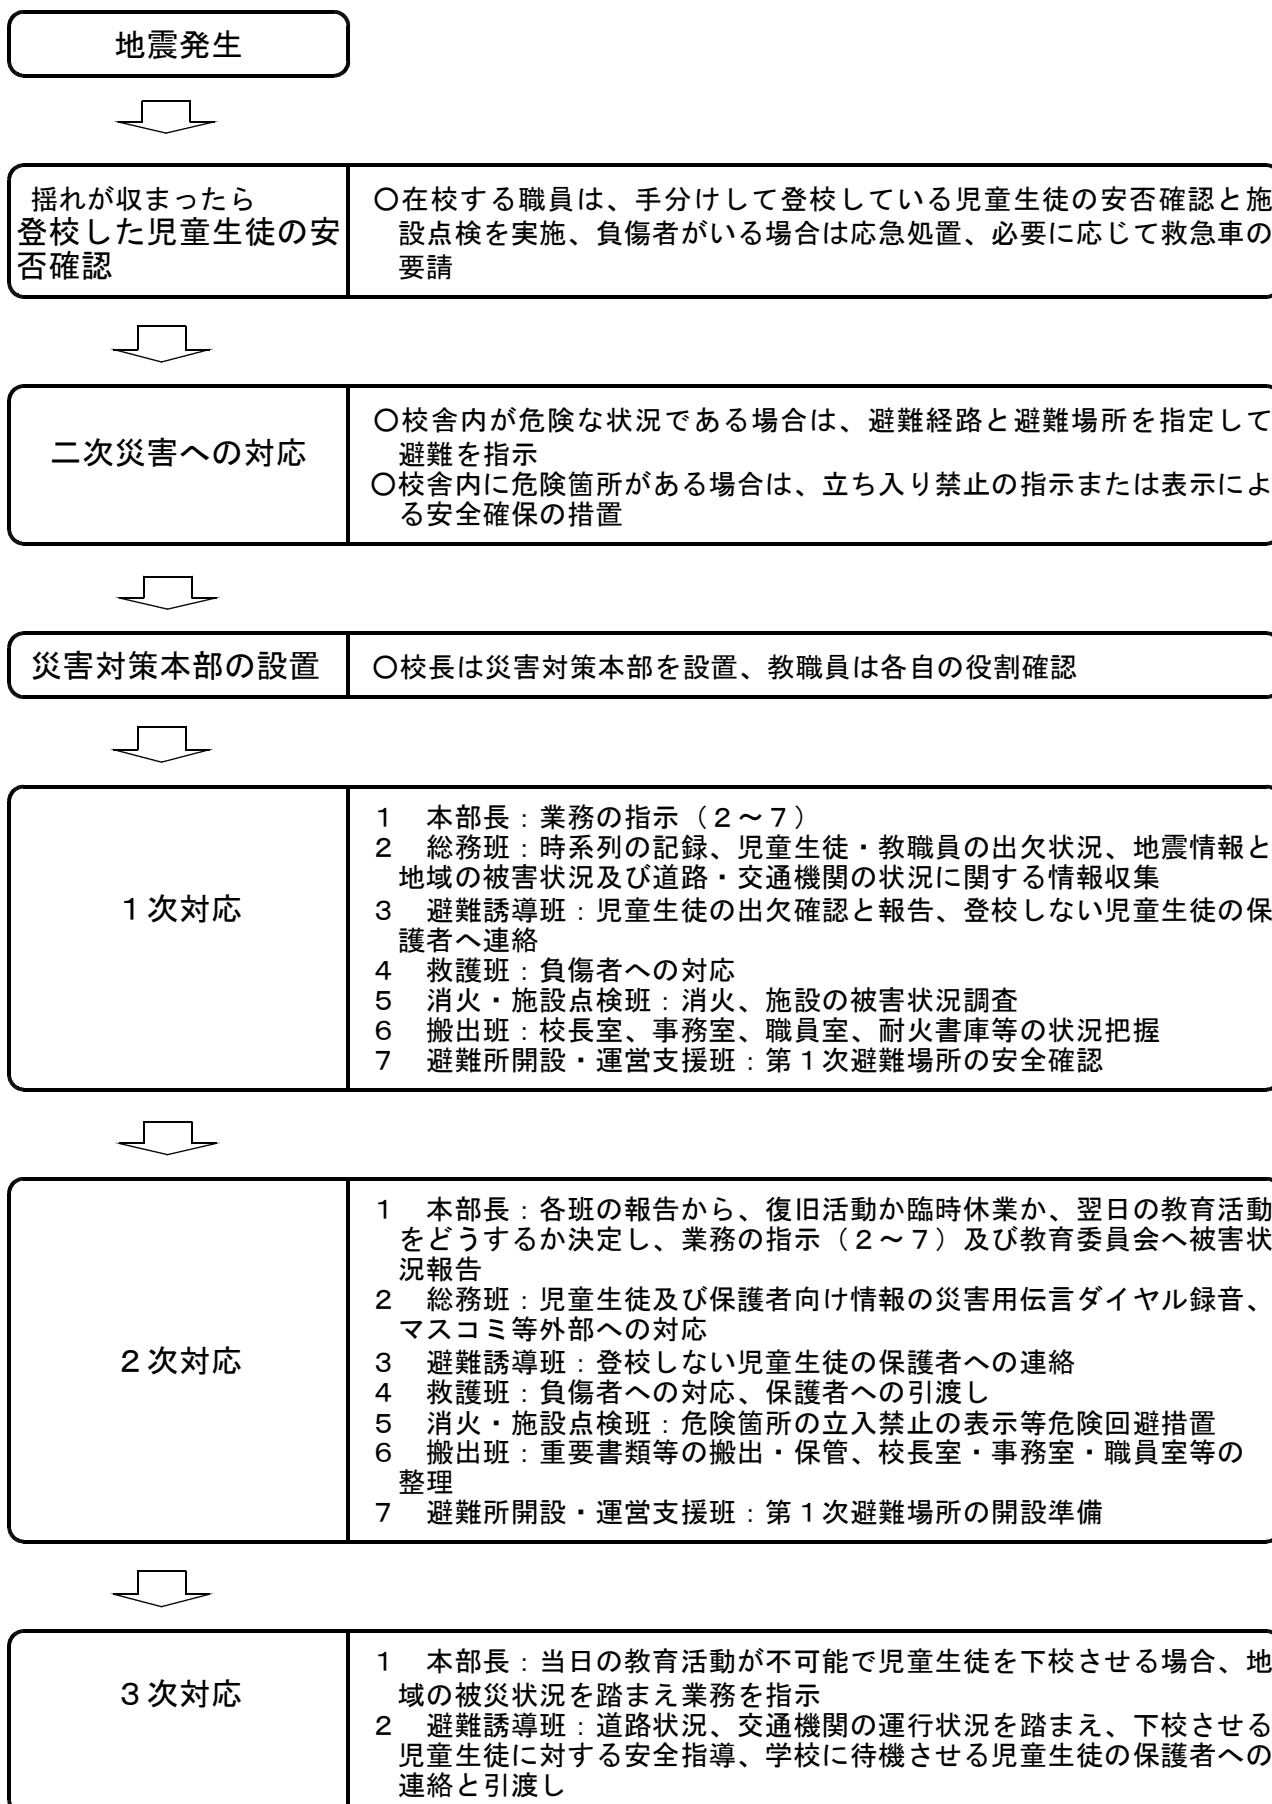 地震発生
揺れが収まったら
登校した児童生徒の安
否確認
〇在校する職員は、手分けして登校している児童生徒の安否確認と施
設点検を実施、負傷者がいる場合は応急処置、必要に応じて救急車の
要請
二次災害への対応
〇校舎内が危険な状況である場合は、避難経路と避難場所を指定して
避難を指示
〇校舎内に危険箇所がある場合は、立ち入り禁止の指示または表示によ
る安全確保の措置
災害対策本部の設置
〇校長は災害対策本部を設置、教職員は各自の役割確認
1次対応
1 本部長:業務の指示(2~7)
2 総務班:時系列の記録、児童生徒・教職員の出欠状況、地震情報と
地域の被害状況及び道路・交通機関の状況に関する情報収集
3 避難誘導班:児童生徒の出欠確認と報告、登校しない児童生徒の保
護者へ連絡
4 救護班:負傷者への対応
5 消火・施設点検班:消火、施設の被害状況調査
6 搬出班:校長室、事務室、職員室、耐火書庫等の状況把握
7 避難所開設・運営支援班:第1次避難場所の安全確認
2次対応
1 本部長:各班の報告から、復旧活動か臨時休業か、翌日の教育活動
をどうするか決定し、業務の指示(2~7)及び教育委員会へ被害状
況報告
2 総務班:児童生徒及び保護者向け情報の災害用伝言ダイヤル録音、
マスコミ等外部への対応
3 避難誘導班:登校しない児童生徒の保護者への連絡
4 救護班:負傷者への対応、保護者への引渡し
5 消火・施設点検班:危険箇所の立入禁止の表示等危険回避措置
6 搬出班:重要書類等の搬出・保管、校長室・事務室・職員室等の
整理
7 避難所開設・運営支援班:第1次避難場所の開設準備
3次対応
1 本部長:当日の教育活動が不可能で児童生徒を下校させる場合、地
域の被災状況を踏まえ業務を指示
2 避難誘導班:道路状況、交通機関の運行状況を踏まえ、下校させる
児童生徒に対する安全指導、学校に待機させる児童生徒の保護者への
連絡と引渡し